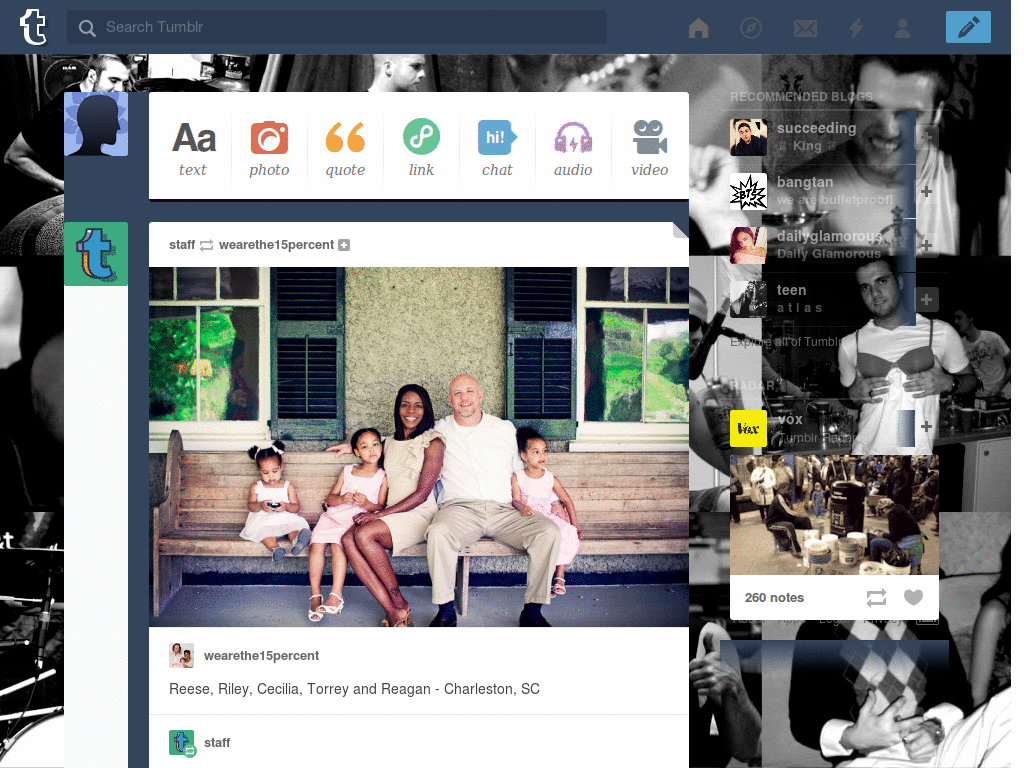 t
Search Tumblr
Aa
text
photo
quote
link
hi!
chat
audio
video
staff wearethe15percent
wearethe15percent
Reese, Riley, Cecilia, Torrey and Reagan - Charleston, SC
staff
RECOMMENDED BLOGS
succeeding
King
BTS
bangtan
we are bulletproof!
dailyglamorous
Daily Glamorous
teen
a t l a s
Explore all of Tumblr
RADAR
Vox
vox
Tumblr Radar
260 notes